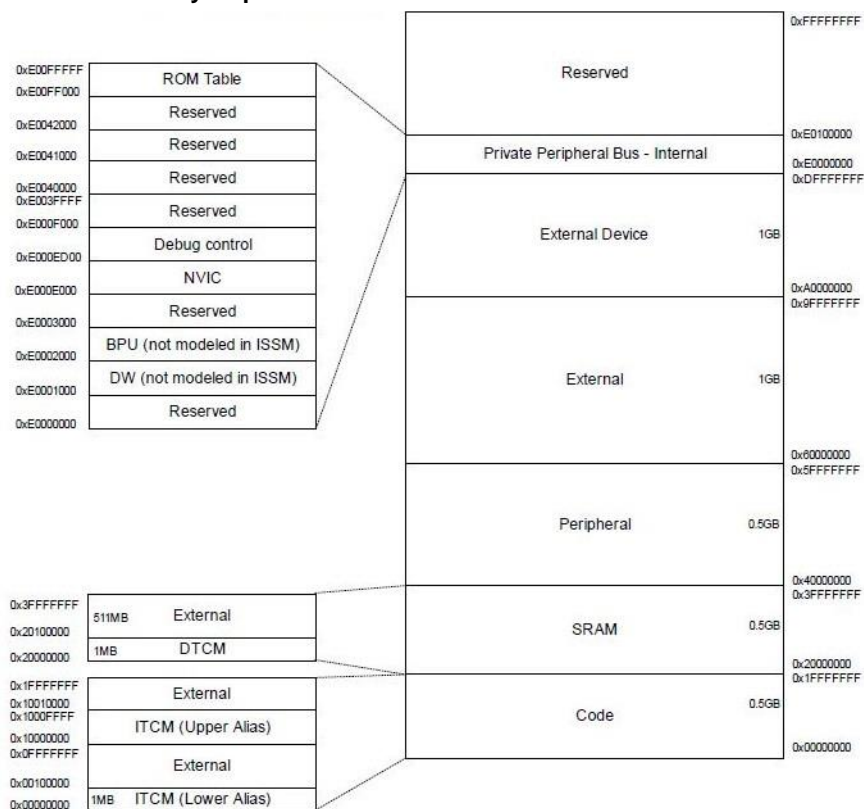 0xE00FFFFF
ROM Table
0xE00FF000
Reserved
0xE0042000
Reserved
0xE0041000
Reserved
0xE0040000
0xE003FFFF
Reserved
0xE000F000
Debug control
0xE000ED00
NVIC
0xE000E000
Reserved
0xE0003000
BPU (not modeled in ISSM)
0xE0002000
DW (not modeled in ISSM)
0xE0001000
Reserved
0xE0000000
0x3FFFFFFF
511MB External
0x20100000
1MB DTCM
0x20000000
0x1FFFFFFF
External
0x10010000
0x1000FFFF
ITCM (Upper Alias)
0x10000000
0x0FFFFFFF
External
0x00100000
1MB ITCM (Lower Alias)
0x00000000
0xFFFFFFFF
Reserved
0xE0100000
Private Peripheral Bus - Internal
0xE0000000
0xDFFFFFFF
External Device 1GB
0xA0000000
0x9FFFFFFF
External 1GB
0x60000000
0x5FFFFFFF
Peripheral 0.5GB
0x40000000
0x3FFFFFFF
SRAM 0.5GB
0x20000000
0x1FFFFFFF
Code 0.5GB
0x00000000